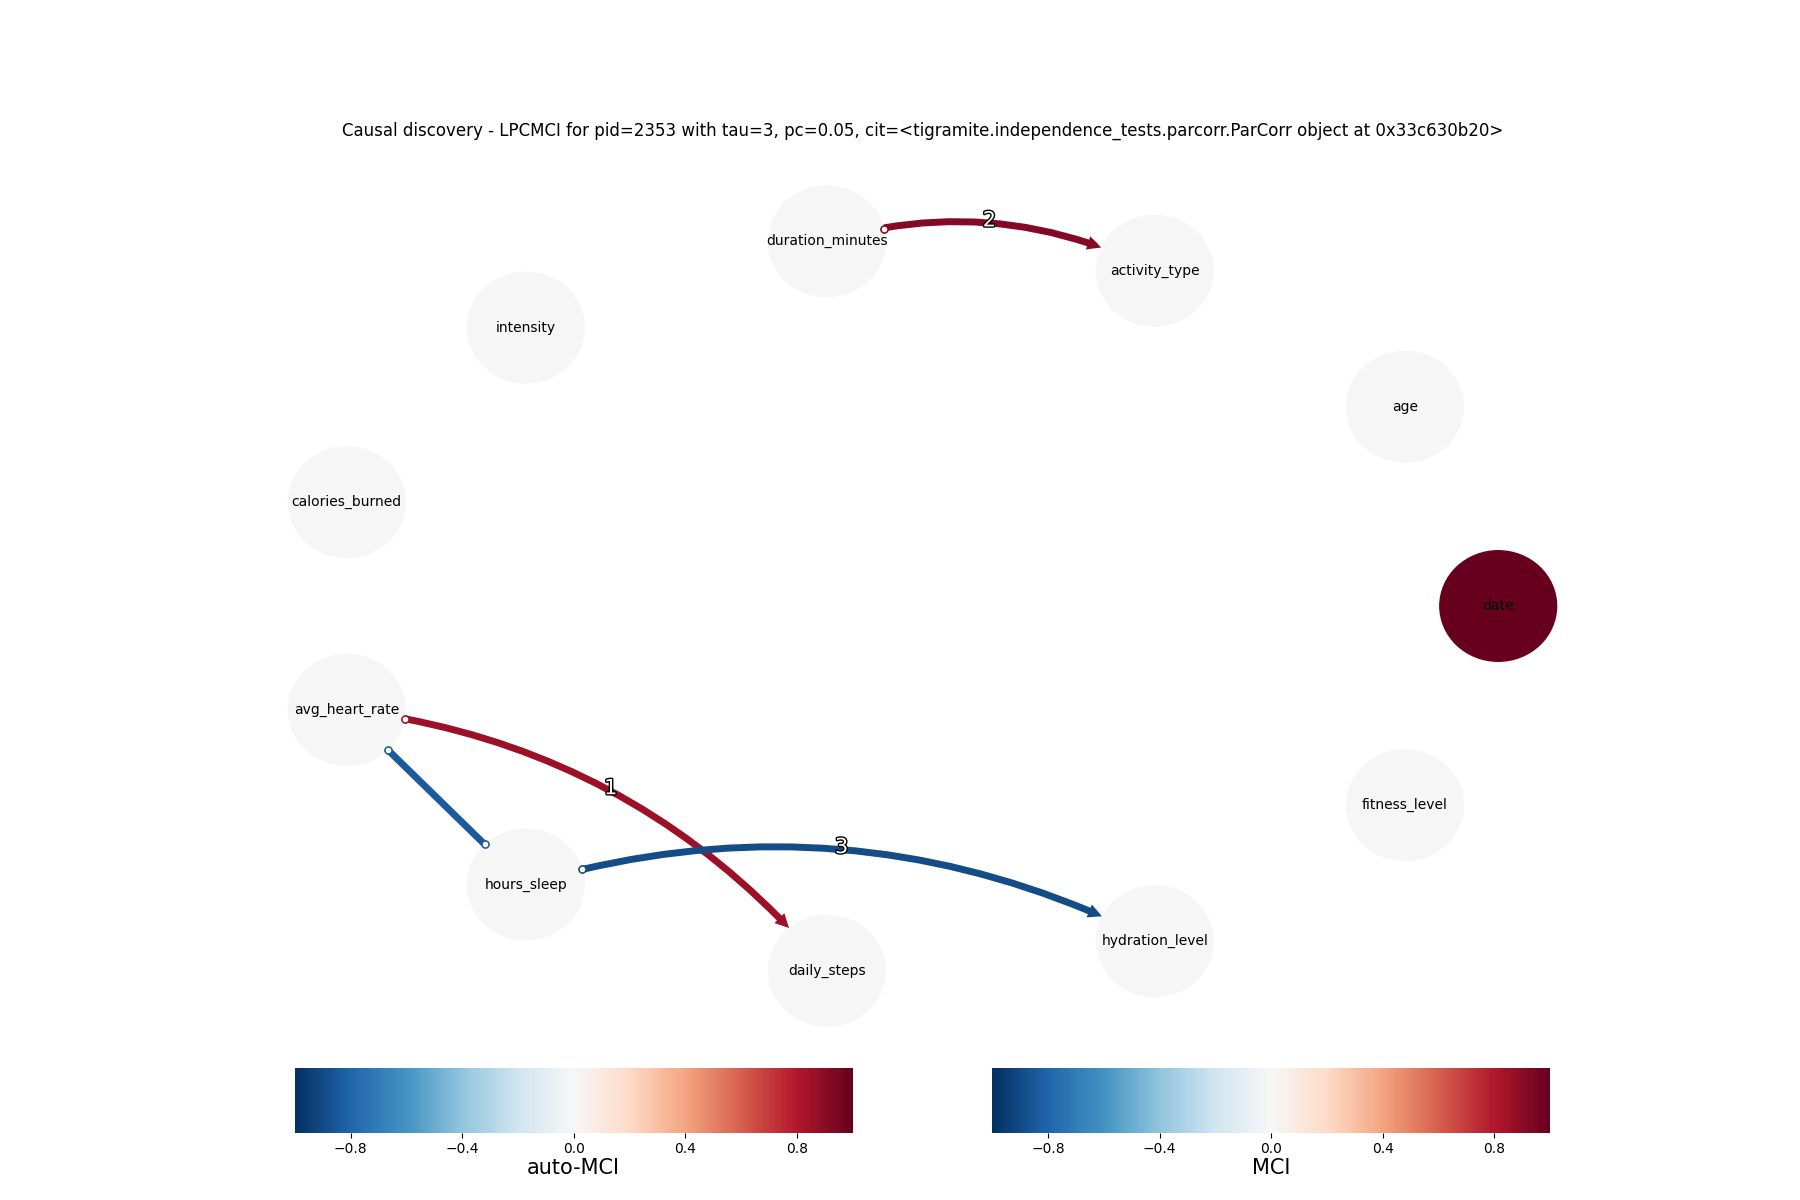 Causal discovery - LPCMCI for pid=2353 with tau=3, pc=0.05, cit=<tigramite.independence_tests.parcorr.ParCorr object at 0x33c630b20>
duration_minutes
2
activity_type
intensity
age
calories_burned
date
avg_heart_rate
1
fitness_level
3
hours_sleep
hydration_level
daily_steps
−0.8 −0.4 0.0 0.4 0.8
auto-MCI
−0.8 −0.4 0.0 0.4 0.8
MCI